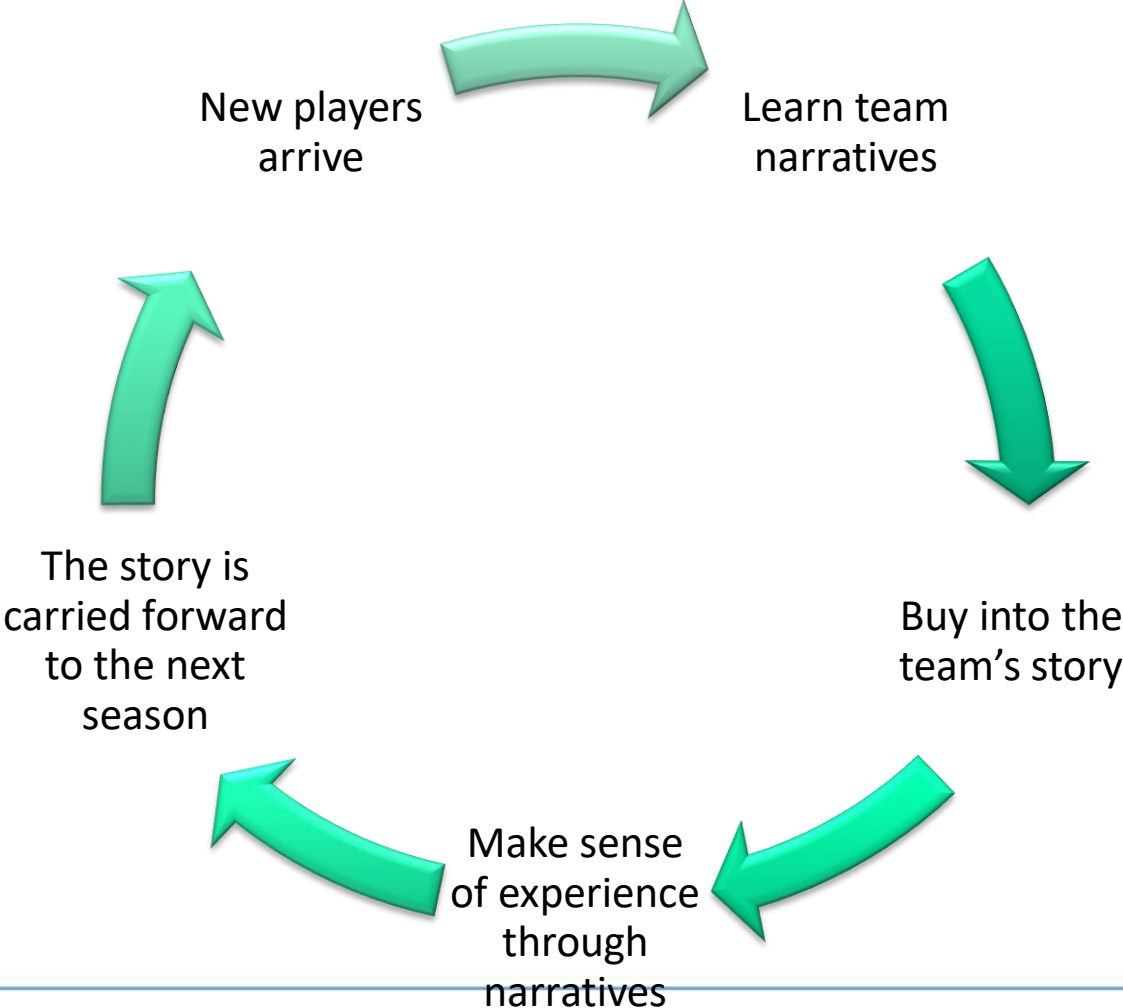 New players
arrive
Learn team
narratives
Buy into the
team’s story
Make sense
of experience
through
narratives
The story is
carried forward
to the next
season